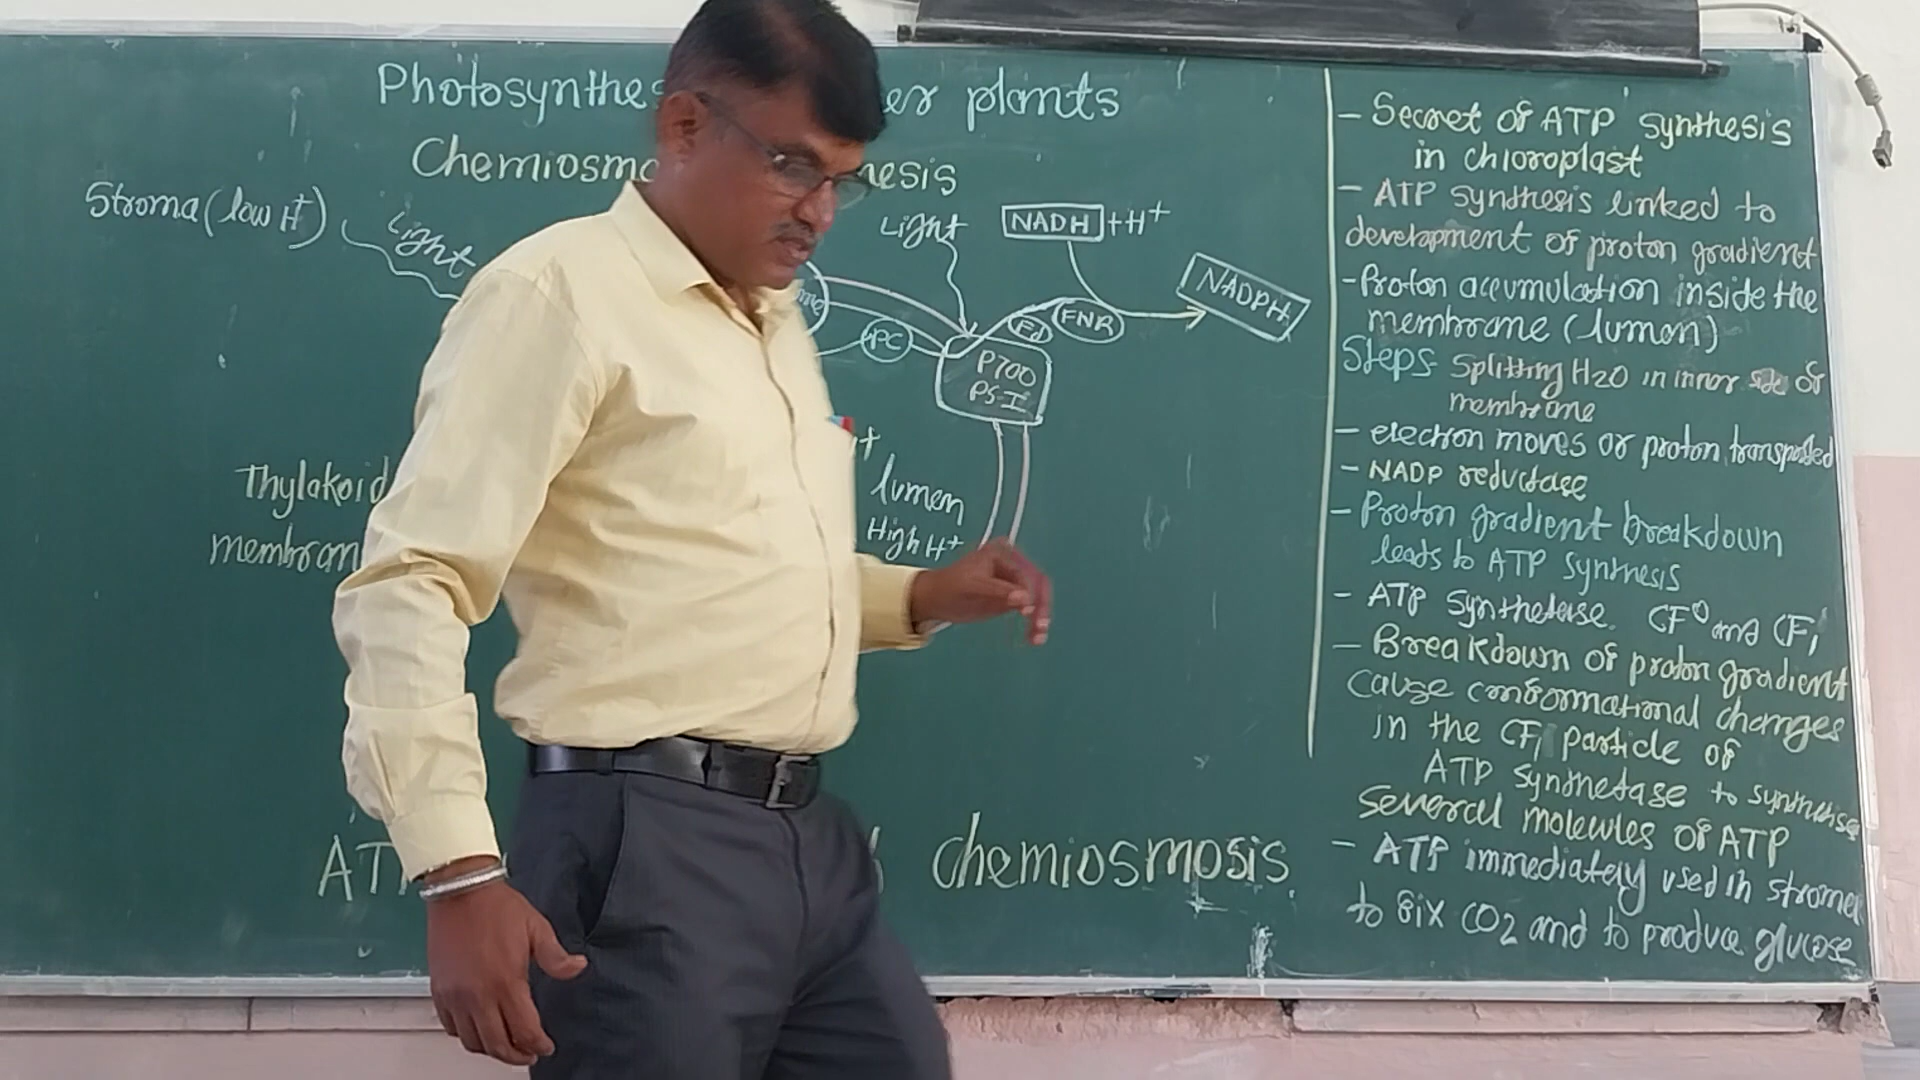 Photosynthes er plants
Chemiosmo nesis
Stroma (low H+)
Light
Light
NADH + H+
NADPH
PC
Fd
FNR
P700
PS-I
Thylakoid
membran
lumen
High H+
AT chemiosmosis
- Secret of ATP synthesis
in chloroplast
- ATP synthesis linked to
development of proton gradient
- Proton accumulation inside the
membrane (lumen)
Steps Splitting H2O in inner side of
membrane
- electron moves or proton transported
- NADP reductase
- Proton gradient breakdown
leads to ATP synthesis
- ATP synthetase. CF0 and CF1
- Breakdown of proton gradient
cause conformational changes
in the CF1 particle of
ATP synthetase to synthesise
several molecules of ATP
- ATP immediately used in stroma
to fix CO2 and to produce glucose